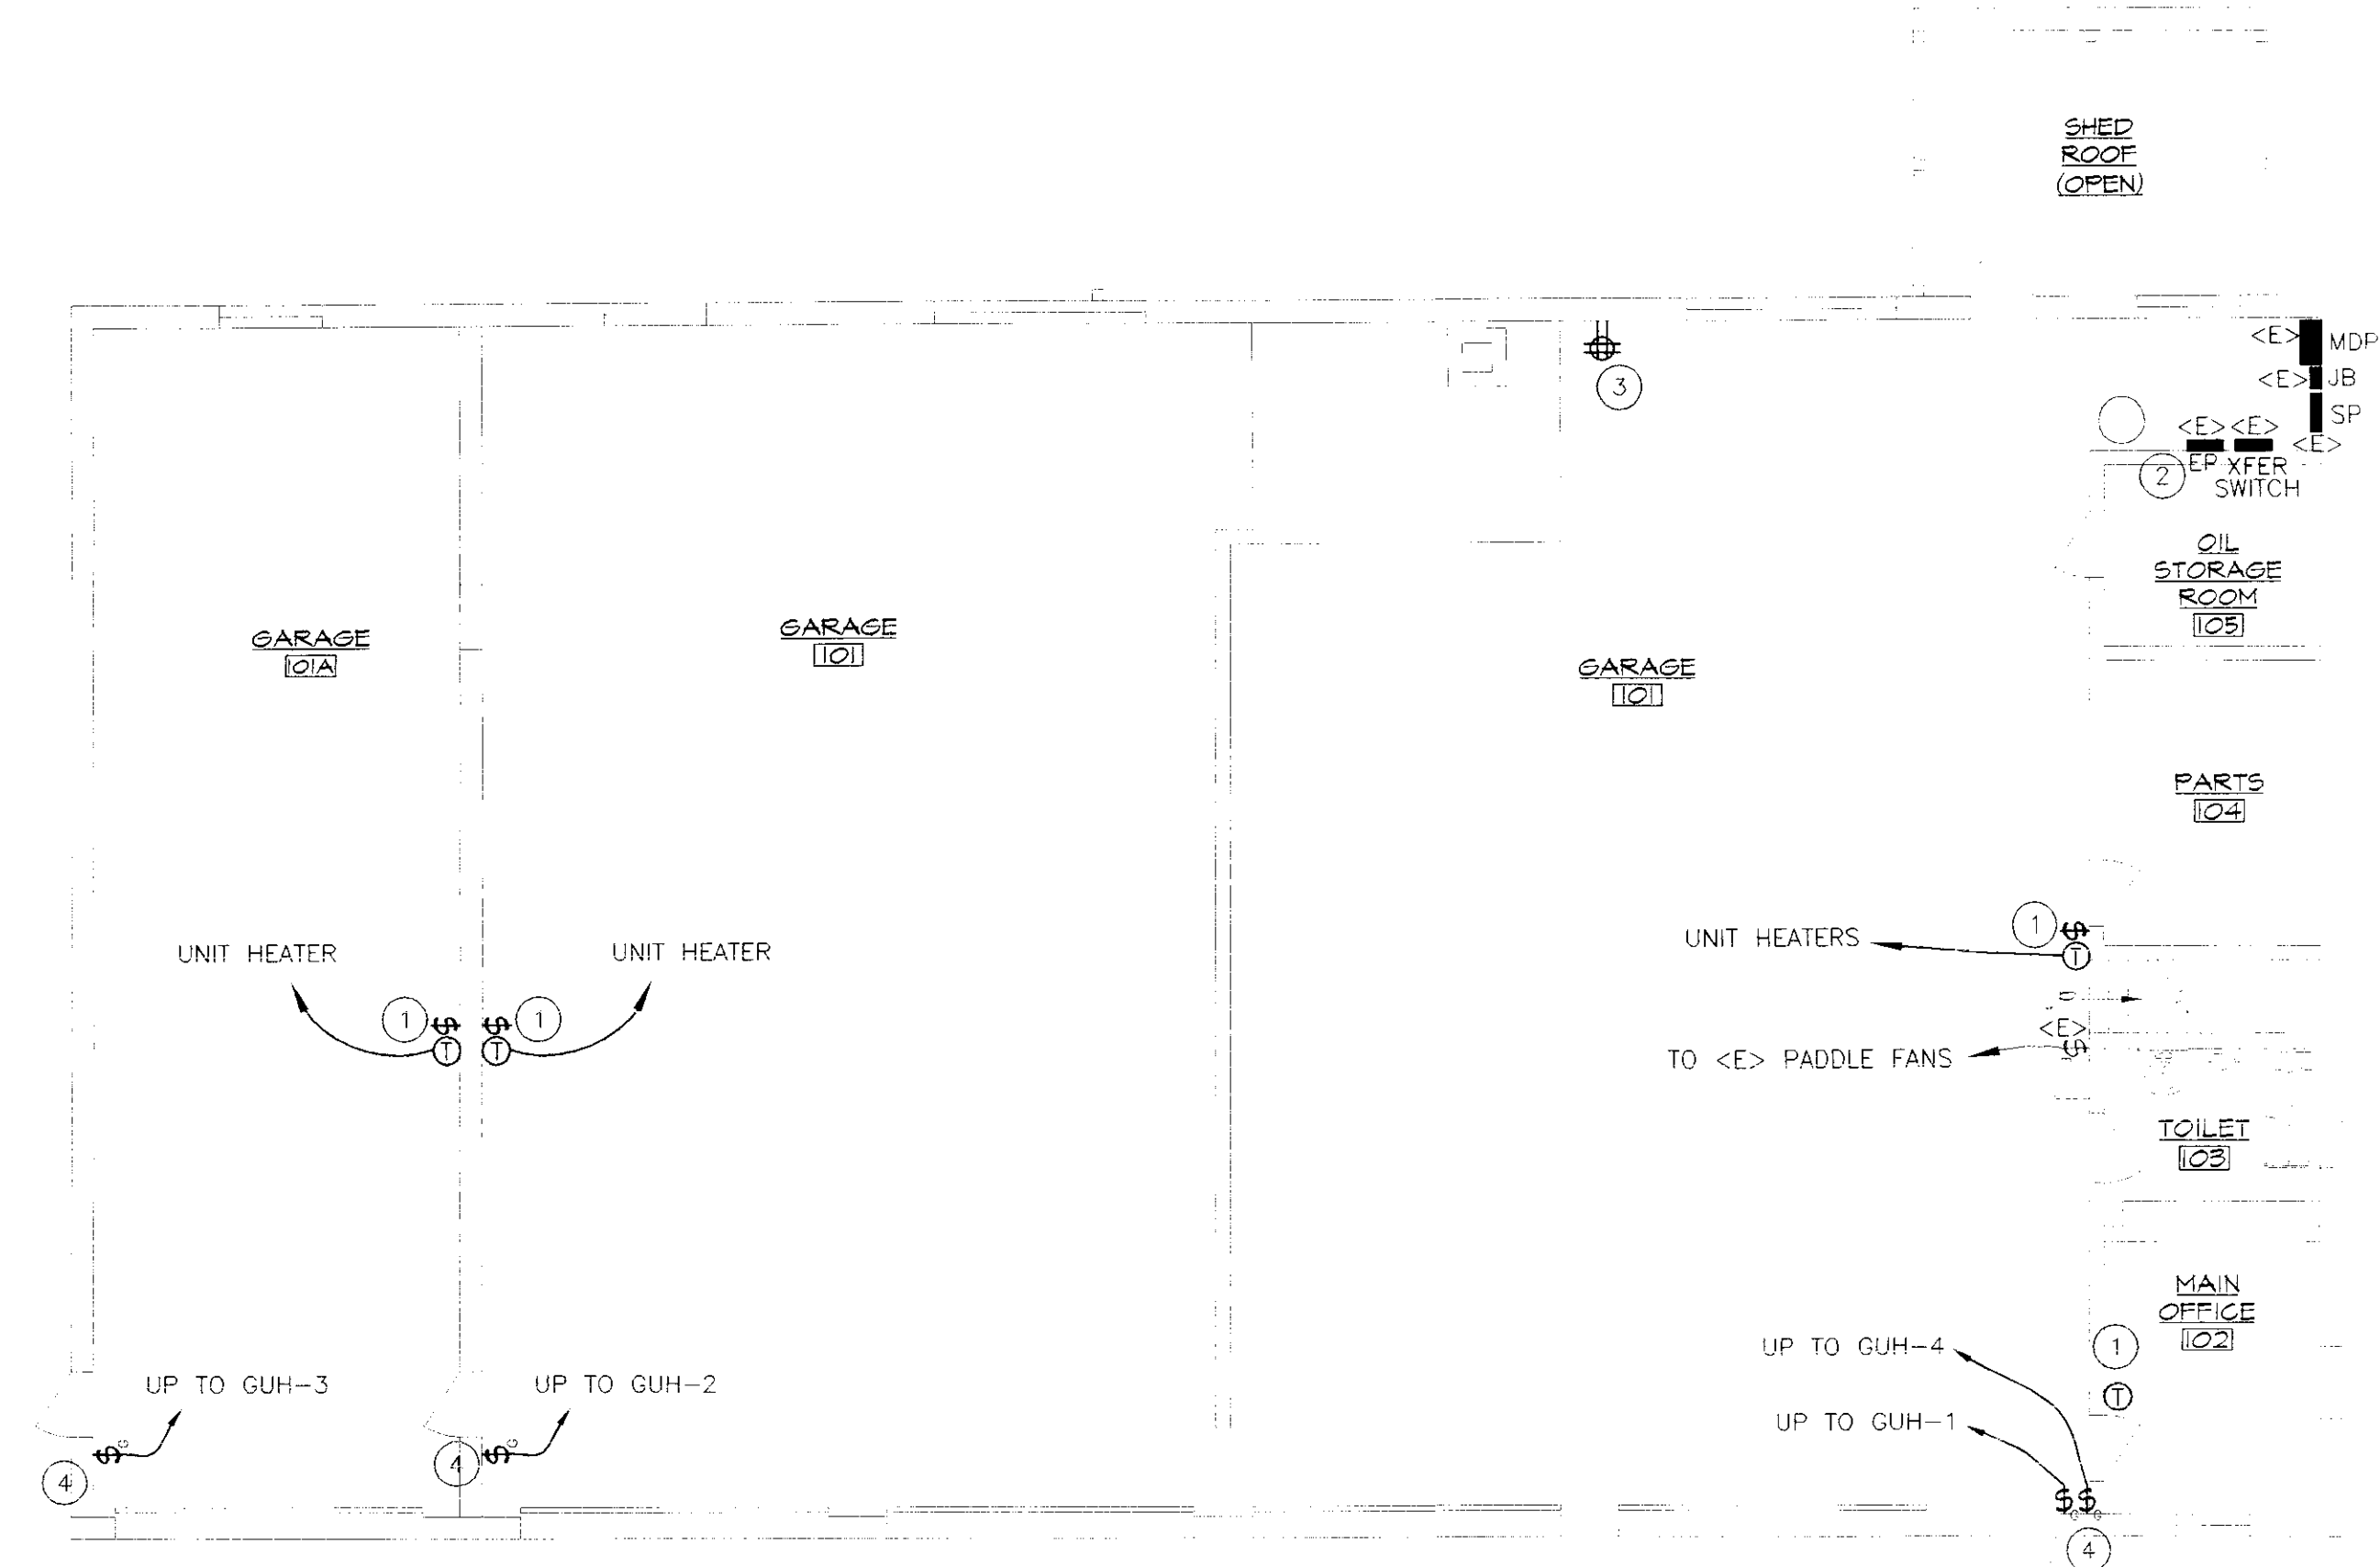 SHED
ROOF
(OPEN)
<E> MDP
<E> JB
SP
<E>
<E> <E>
EP XFER
SWITCH
2
3
OIL
STORAGE
ROOM
105
GARAGE
101A
GARAGE
101
GARAGE
101
PARTS
104
UNIT HEATER
UNIT HEATER
UNIT HEATERS
1 $
T
1 $
T
$ 1
T
<E>
$
TO <E> PADDLE FANS
TOILET
103
MAIN
OFFICE
102
1
T
UP TO GUH-4
UP TO GUH-1
UP TO GUH-3
UP TO GUH-2
$G
4
$G
4
$G $G
4